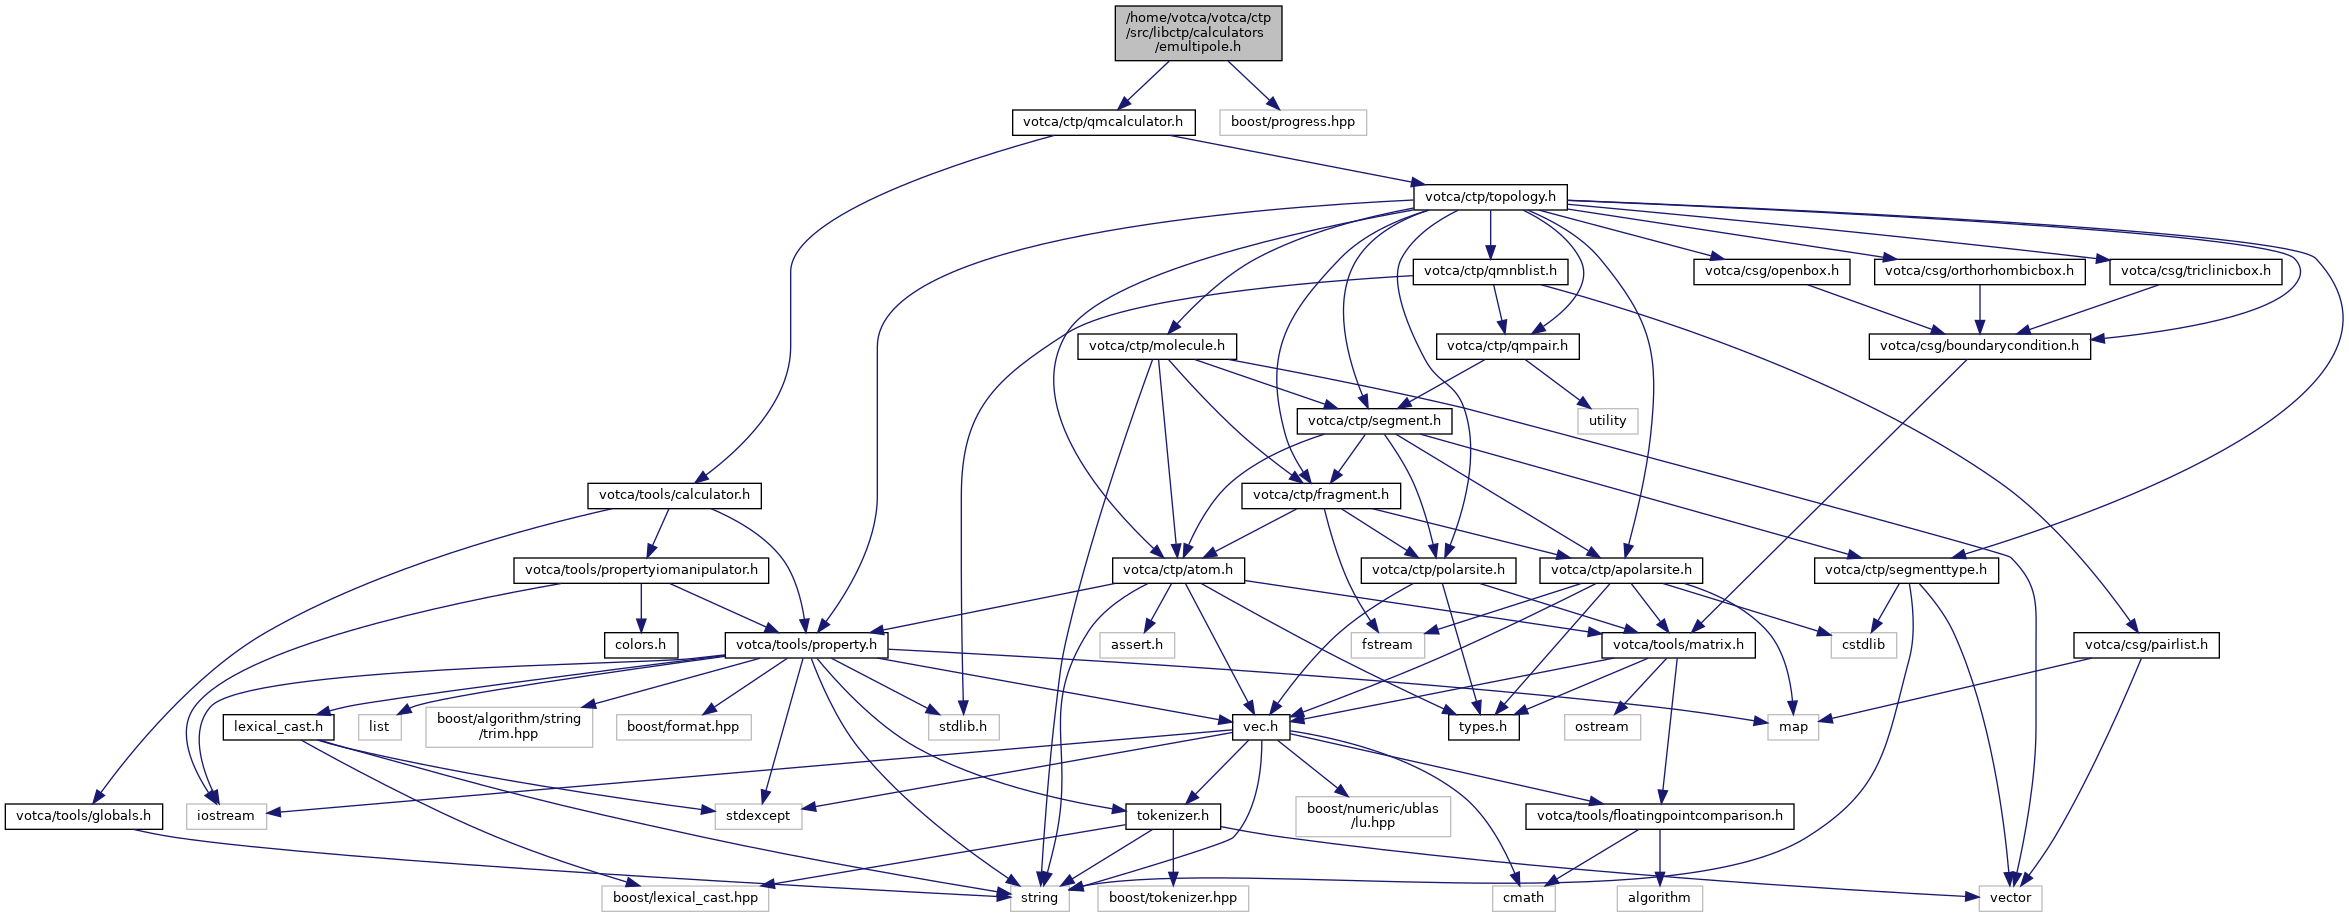 /home/votca/votca/ctp
/src/libctp/calculators
/emultipole.h
votca/ctp/qmcalculator.h
boost/progress.hpp
votca/ctp/topology.h
votca/ctp/qmnblist.h
votca/csg/openbox.h
votca/csg/orthorhombicbox.h
votca/csg/triclinicbox.h
votca/ctp/molecule.h
votca/ctp/qmpair.h
votca/csg/boundarycondition.h
votca/ctp/segment.h
utility
votca/tools/calculator.h
votca/ctp/fragment.h
votca/tools/propertyiomanipulator.h
votca/ctp/atom.h
votca/ctp/polarsite.h
votca/ctp/apolarsite.h
votca/ctp/segmenttype.h
colors.h
votca/tools/property.h
assert.h
fstream
votca/tools/matrix.h
cstdlib
votca/csg/pairlist.h
lexical_cast.h
list
boost/algorithm/string
/trim.hpp
boost/format.hpp
stdlib.h
vec.h
types.h
ostream
map
votca/tools/globals.h
iostream
stdexcept
tokenizer.h
boost/numeric/ublas
/lu.hpp
votca/tools/floatingpointcomparison.h
boost/lexical_cast.hpp
string
boost/tokenizer.hpp
cmath
algorithm
vector